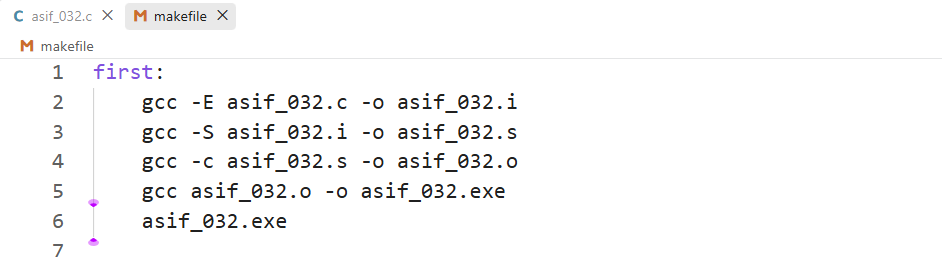 C asif_032.c × M makefile ×
M makefile
1 first:
2     gcc -E asif_032.c -o asif_032.i
3     gcc -S asif_032.i -o asif_032.s
4     gcc -c asif_032.s -o asif_032.o
5     gcc asif_032.o -o asif_032.exe
6     asif_032.exe
7